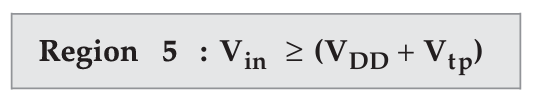 Region 5 : V_in ≥ (V_DD + V_tp)